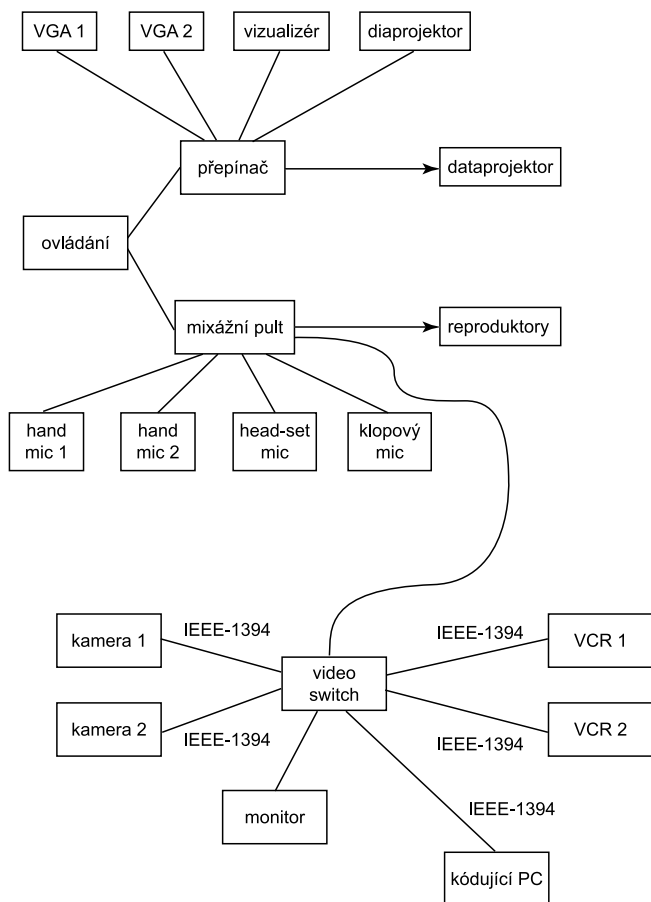 VGA 1
VGA 2
vizualizér
diaprojektor
přepínač
dataprojektor
ovládání
mixážní pult
reproduktory
hand
mic 1
hand
mic 2
head-set
mic
klopový
mic
kamera 1
IEEE-1394
IEEE-1394
VCR 1
video
switch
kamera 2
IEEE-1394
IEEE-1394
VCR 2
monitor
IEEE-1394
kódující PC